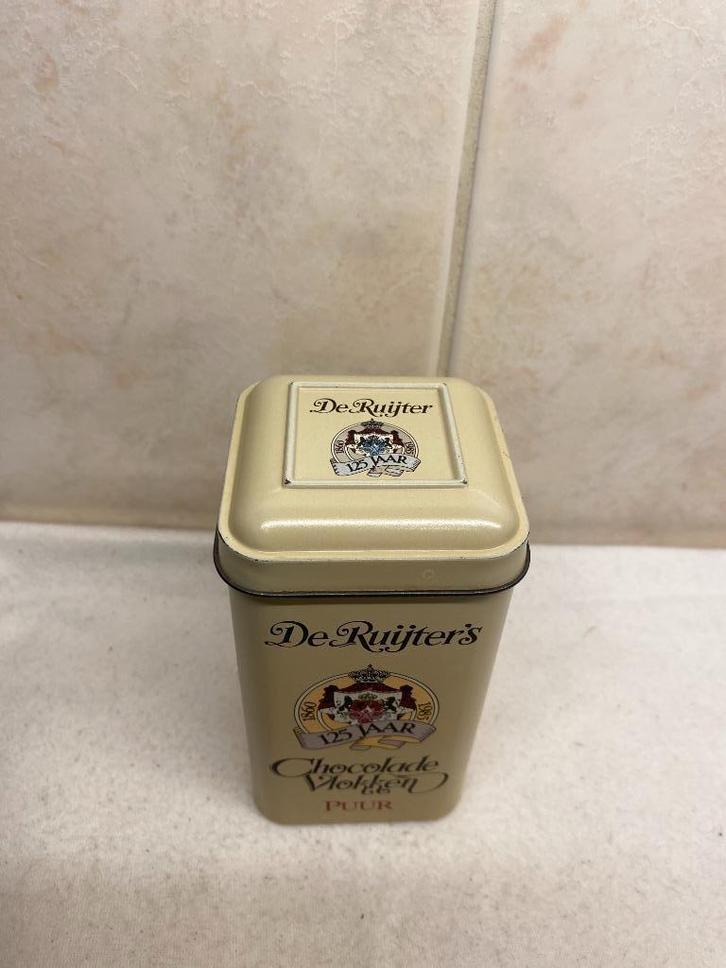 De Ruijter
1860 1985
125 JAAR
De Ruijter's
1860 1985
125 JAAR
Chocolade
Vlokken
PUUR